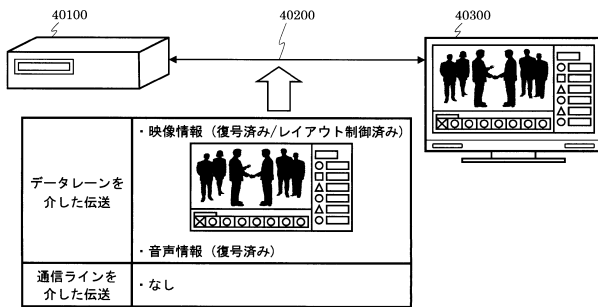 40100
40200
40300
データレーンを
介した伝送
・映像情報(復号済み/レイアウト制御済み)
・音声情報(復号済み)
通信ラインを
介した伝送
・なし